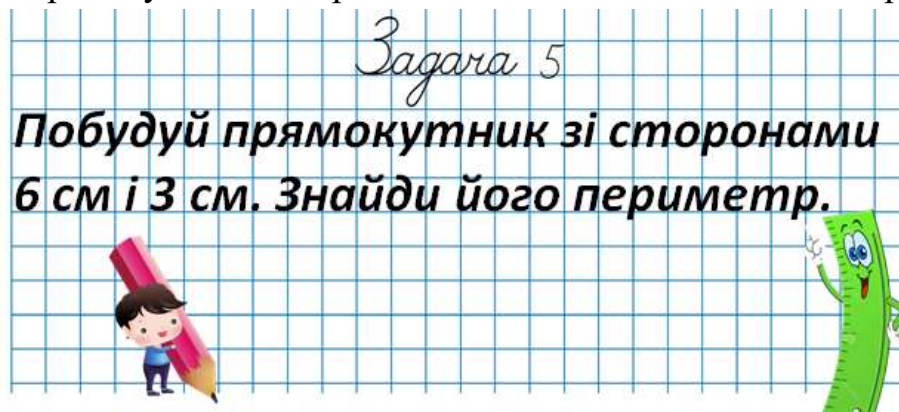 Задача 5
Побудуй прямокутник зі сторонами
6 см і 3 см. Знайди його периметр.